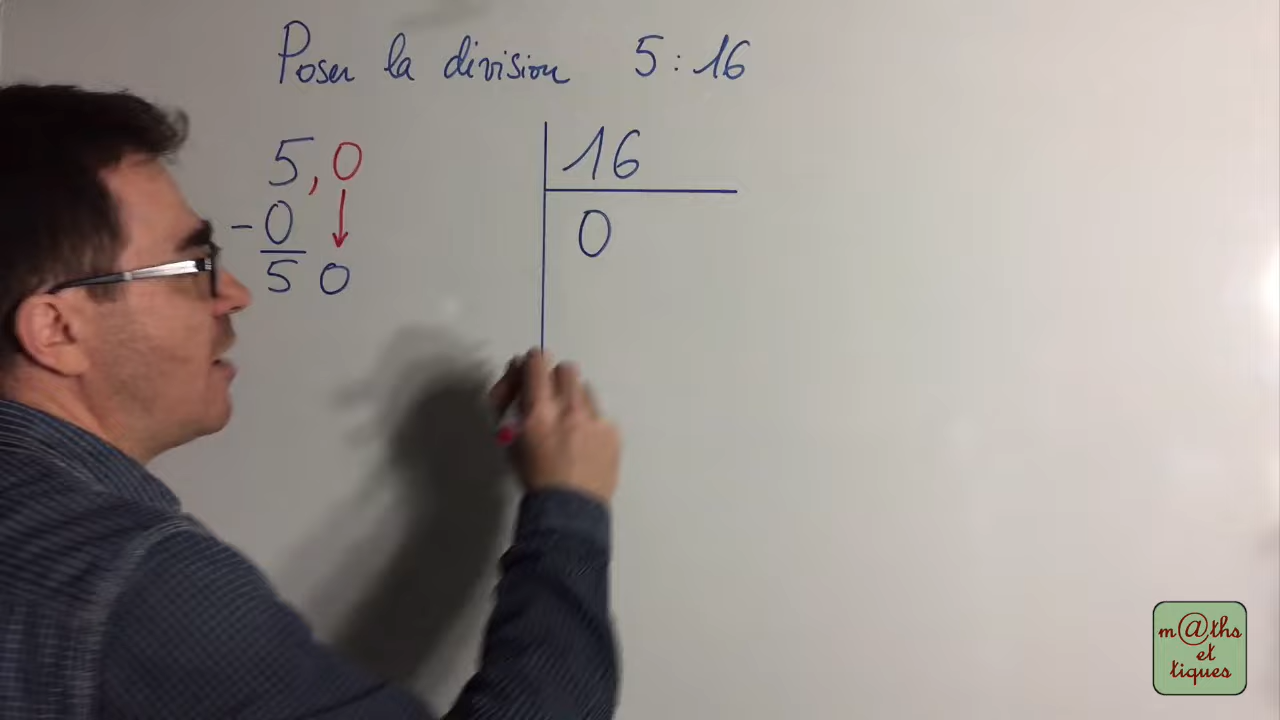 Poser la division 5 : 16
5,0 16
- 0 0
5 0
m@ths
et
tiques